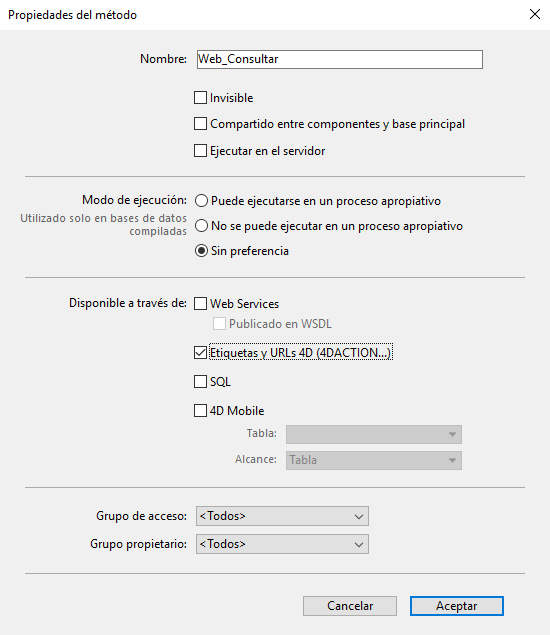 Propiedades del método
Nombre: Web_Consultar
Invisible
Compartido entre componentes y base principal
Ejecutar en el servidor
Modo de ejecución: Puede ejecutarse en un proceso apropiativo
Utilizado solo en bases de datos
compiladas
No se puede ejecutar en un proceso apropiativo
Sin preferencia
Disponible a través de: Web Services
Publicado en WSDL
Etiquetas y URLs 4D (4DACTION...)
SQL
4D Mobile
Tabla:
Alcance: Tabla
Grupo de acceso: <Todos>
Grupo propietario: <Todos>
Cancelar Aceptar